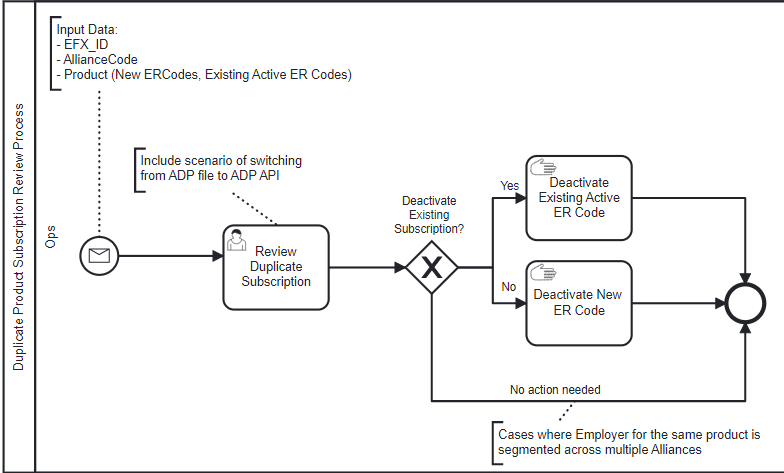 Duplicate Product Subscription Review Process
Ops
Input Data:
- EFX_ID
- AllianceCode
- Product (New ERCodes, Existing Active ER Codes)
Include scenario of switching
from ADP file to ADP API
Review
Duplicate
Subscription
Deactivate
Existing
Subscription?
Yes
Deactivate
Existing Active
ER Code
No
Deactivate New
ER Code
No action needed
Cases where Employer for the same product is
segmented across multiple Alliances